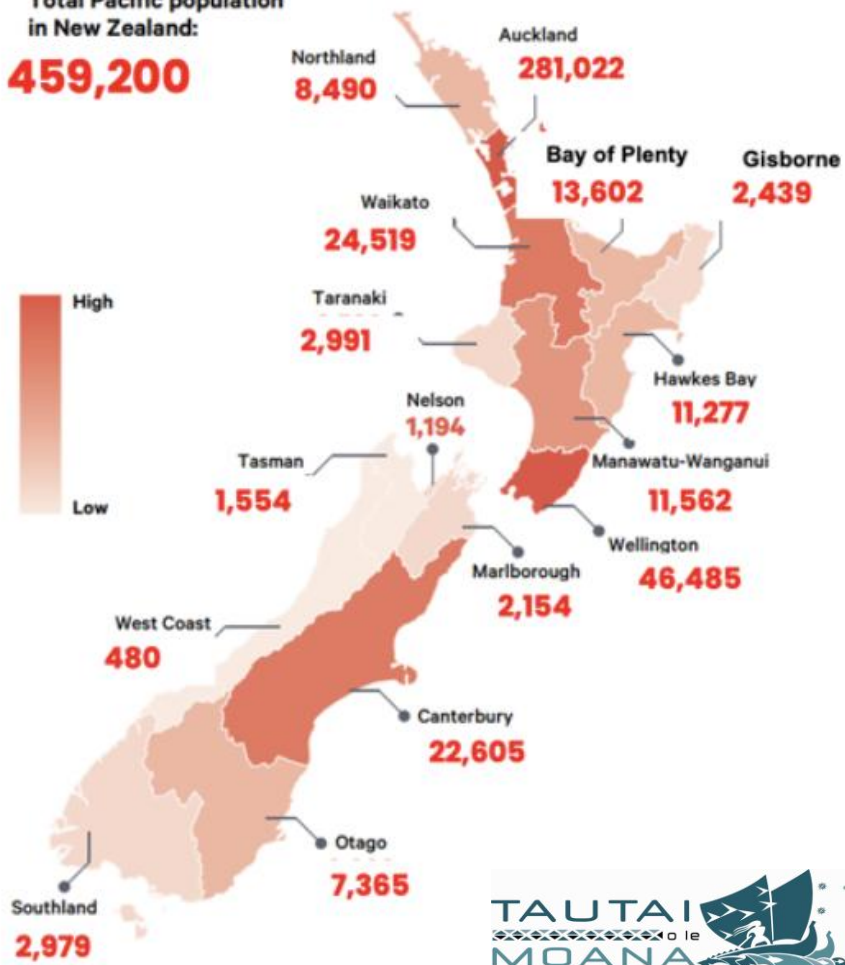 Total Pacific population
in New Zealand:
459,200
Northland
8,490
Auckland
281,022
Bay of Plenty
13,602
Gisborne
2,439
Waikato
24,519
High
Taranaki
2,991
Hawkes Bay
11,277
Nelson
1,194
Tasman
1,554
Manawatu-Wanganui
11,562
Low
Wellington
46,485
Marlborough
2,154
West Coast
480
Canterbury
22,605
Otago
7,365
Southland
2,979
TAUTAI
o le
MOANA